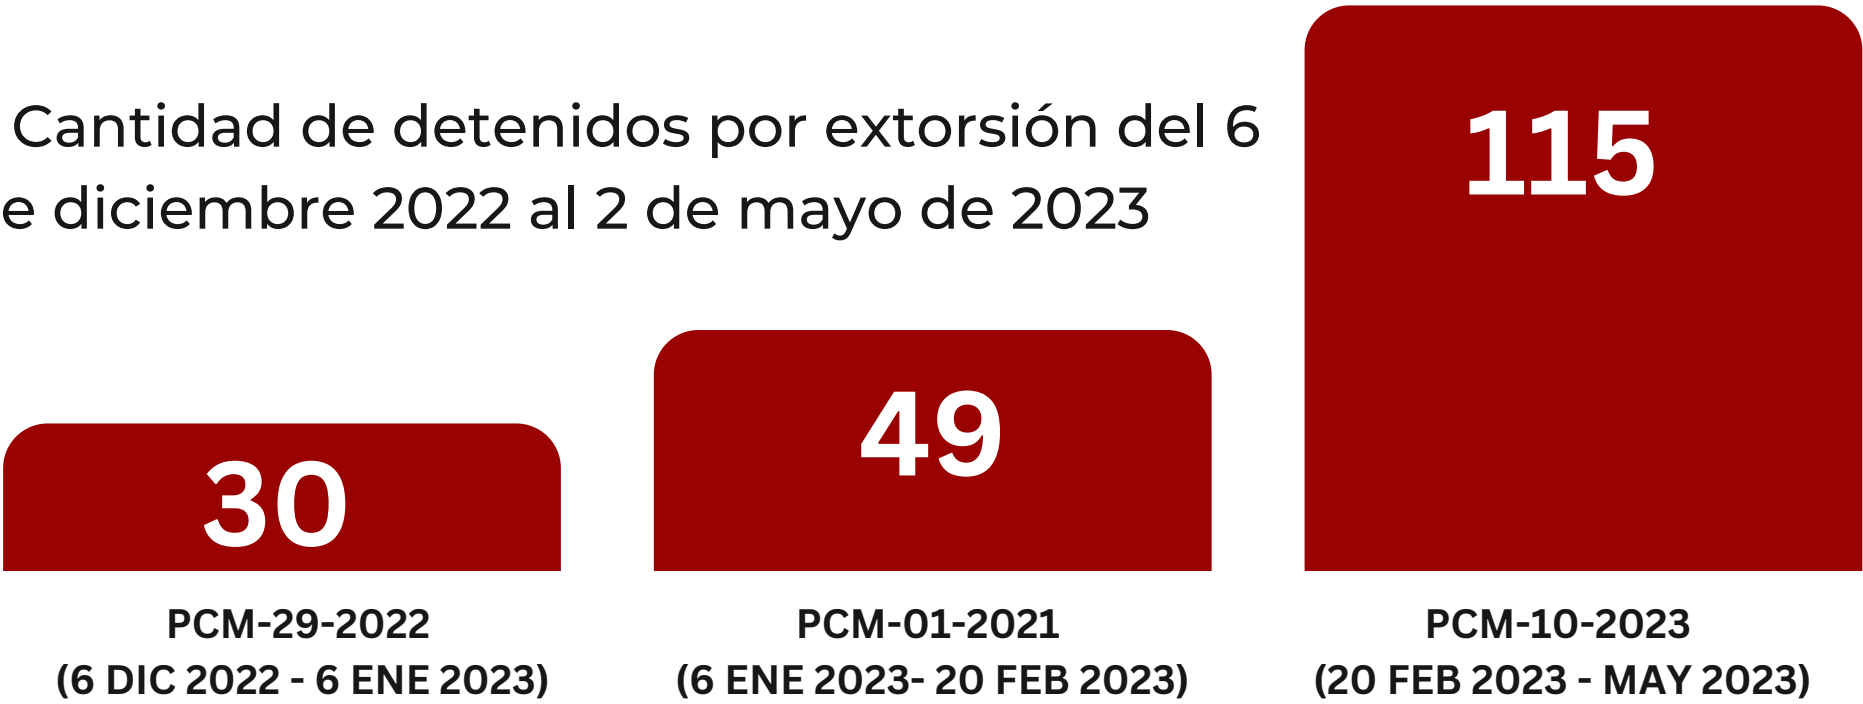 Cantidad de detenidos por extorsión del 6
e diciembre 2022 al 2 de mayo de 2023
115
49
30
PCM-29-2022
(6 DIC 2022 - 6 ENE 2023)
PCM-01-2021
(6 ENE 2023- 20 FEB 2023)
PCM-10-2023
(20 FEB 2023 - MAY 2023)